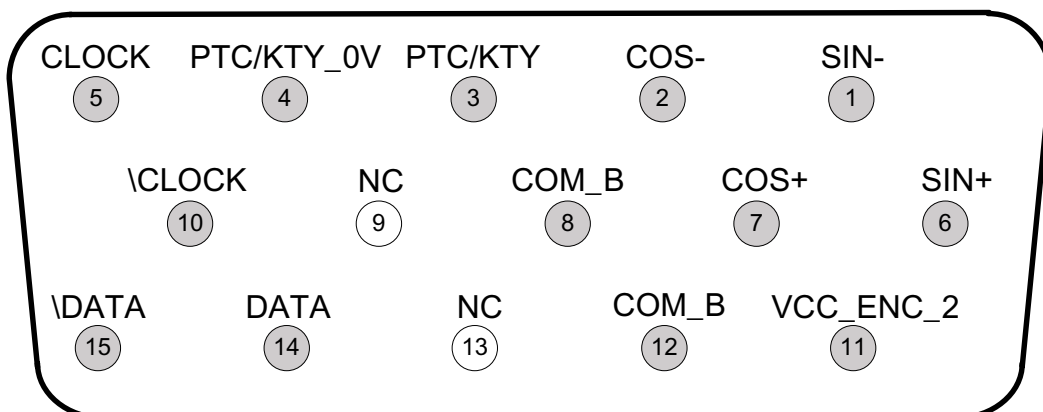 CLOCK PTC/KTY_0V PTC/KTY COS- SIN-
5 4 3 2 1
\CLOCK NC COM_B COS+ SIN+
10 9 8 7 6
\DATA DATA NC COM_B VCC_ENC_2
15 14 13 12 11